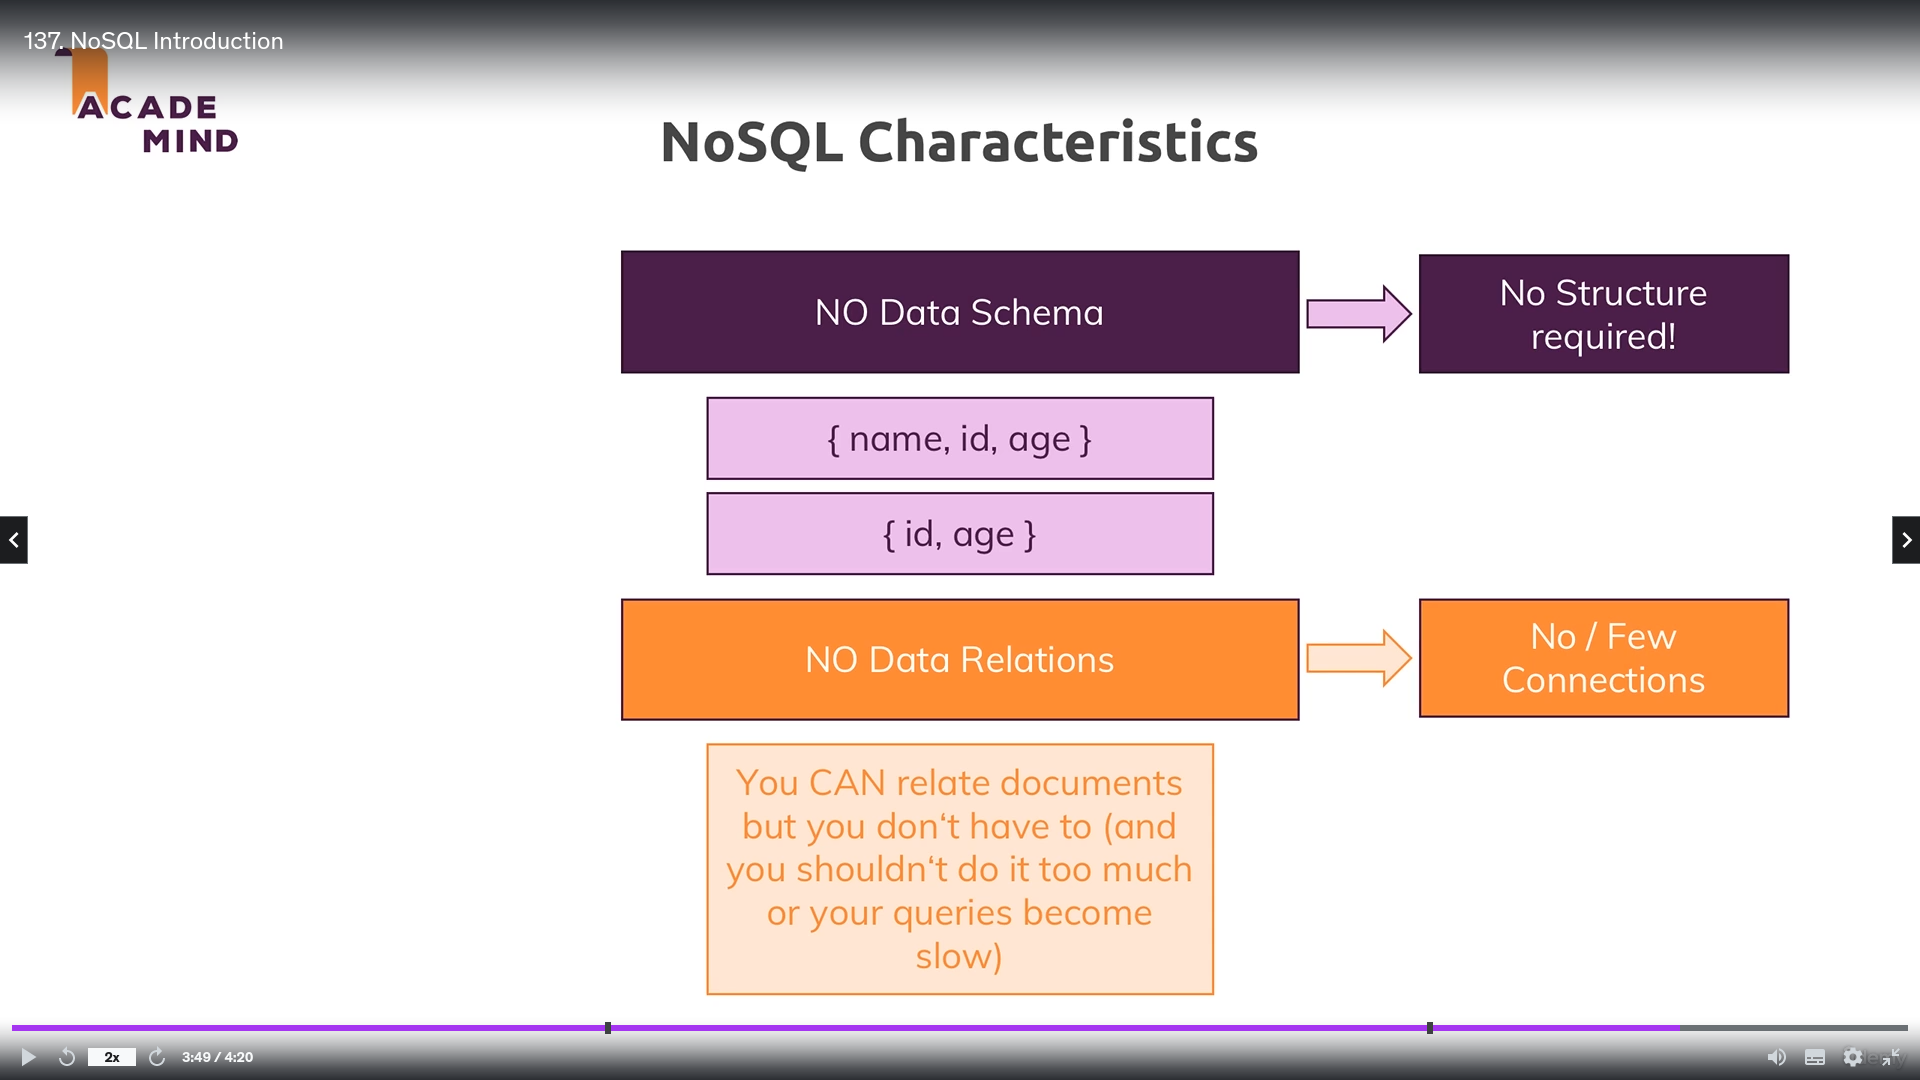 137. NoSQL Introduction
ACADE
MIND
NoSQL Characteristics
NO Data Schema
No Structure
required!
{ name, id, age }
{ id, age }
NO Data Relations
No / Few
Connections
You CAN relate documents
but you don‘t have to (and
you shouldn‘t do it too much
or your queries become
slow)
2x
3:49 / 4:20